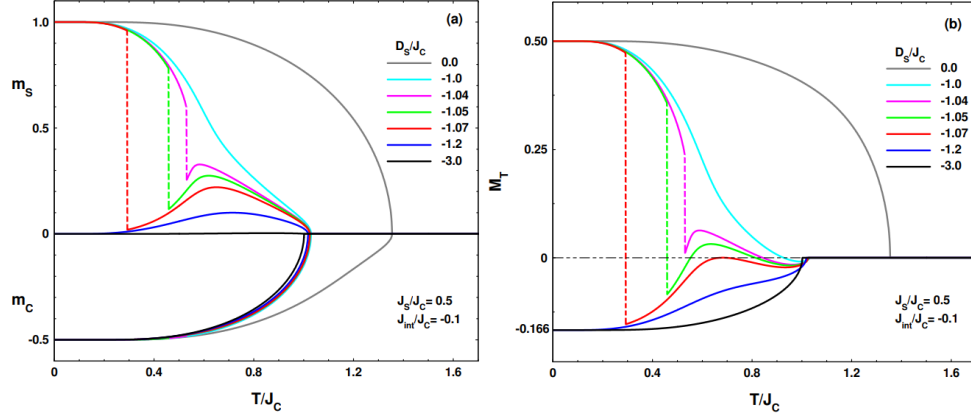 (a)
1.0
m_S
0.5
0
m_C
-0.5
D_S/J_C
0.0
-1.0
-1.04
-1.05
-1.07
-1.2
-3.0
J_S/J_C= 0.5
J_int/J_C= -0.1
0 0.4 0.8 1.2 1.6
T/J_C
(b)
0.50
M_T
0
-0.166
D_S/J_C
0.0
-1.0
-1.04
-1.05
-1.07
-1.2
-3.0
J_S/J_C= 0.5
J_int/J_C= -0.1
0 0.4 0.8 1.2 1.6
T/J_C